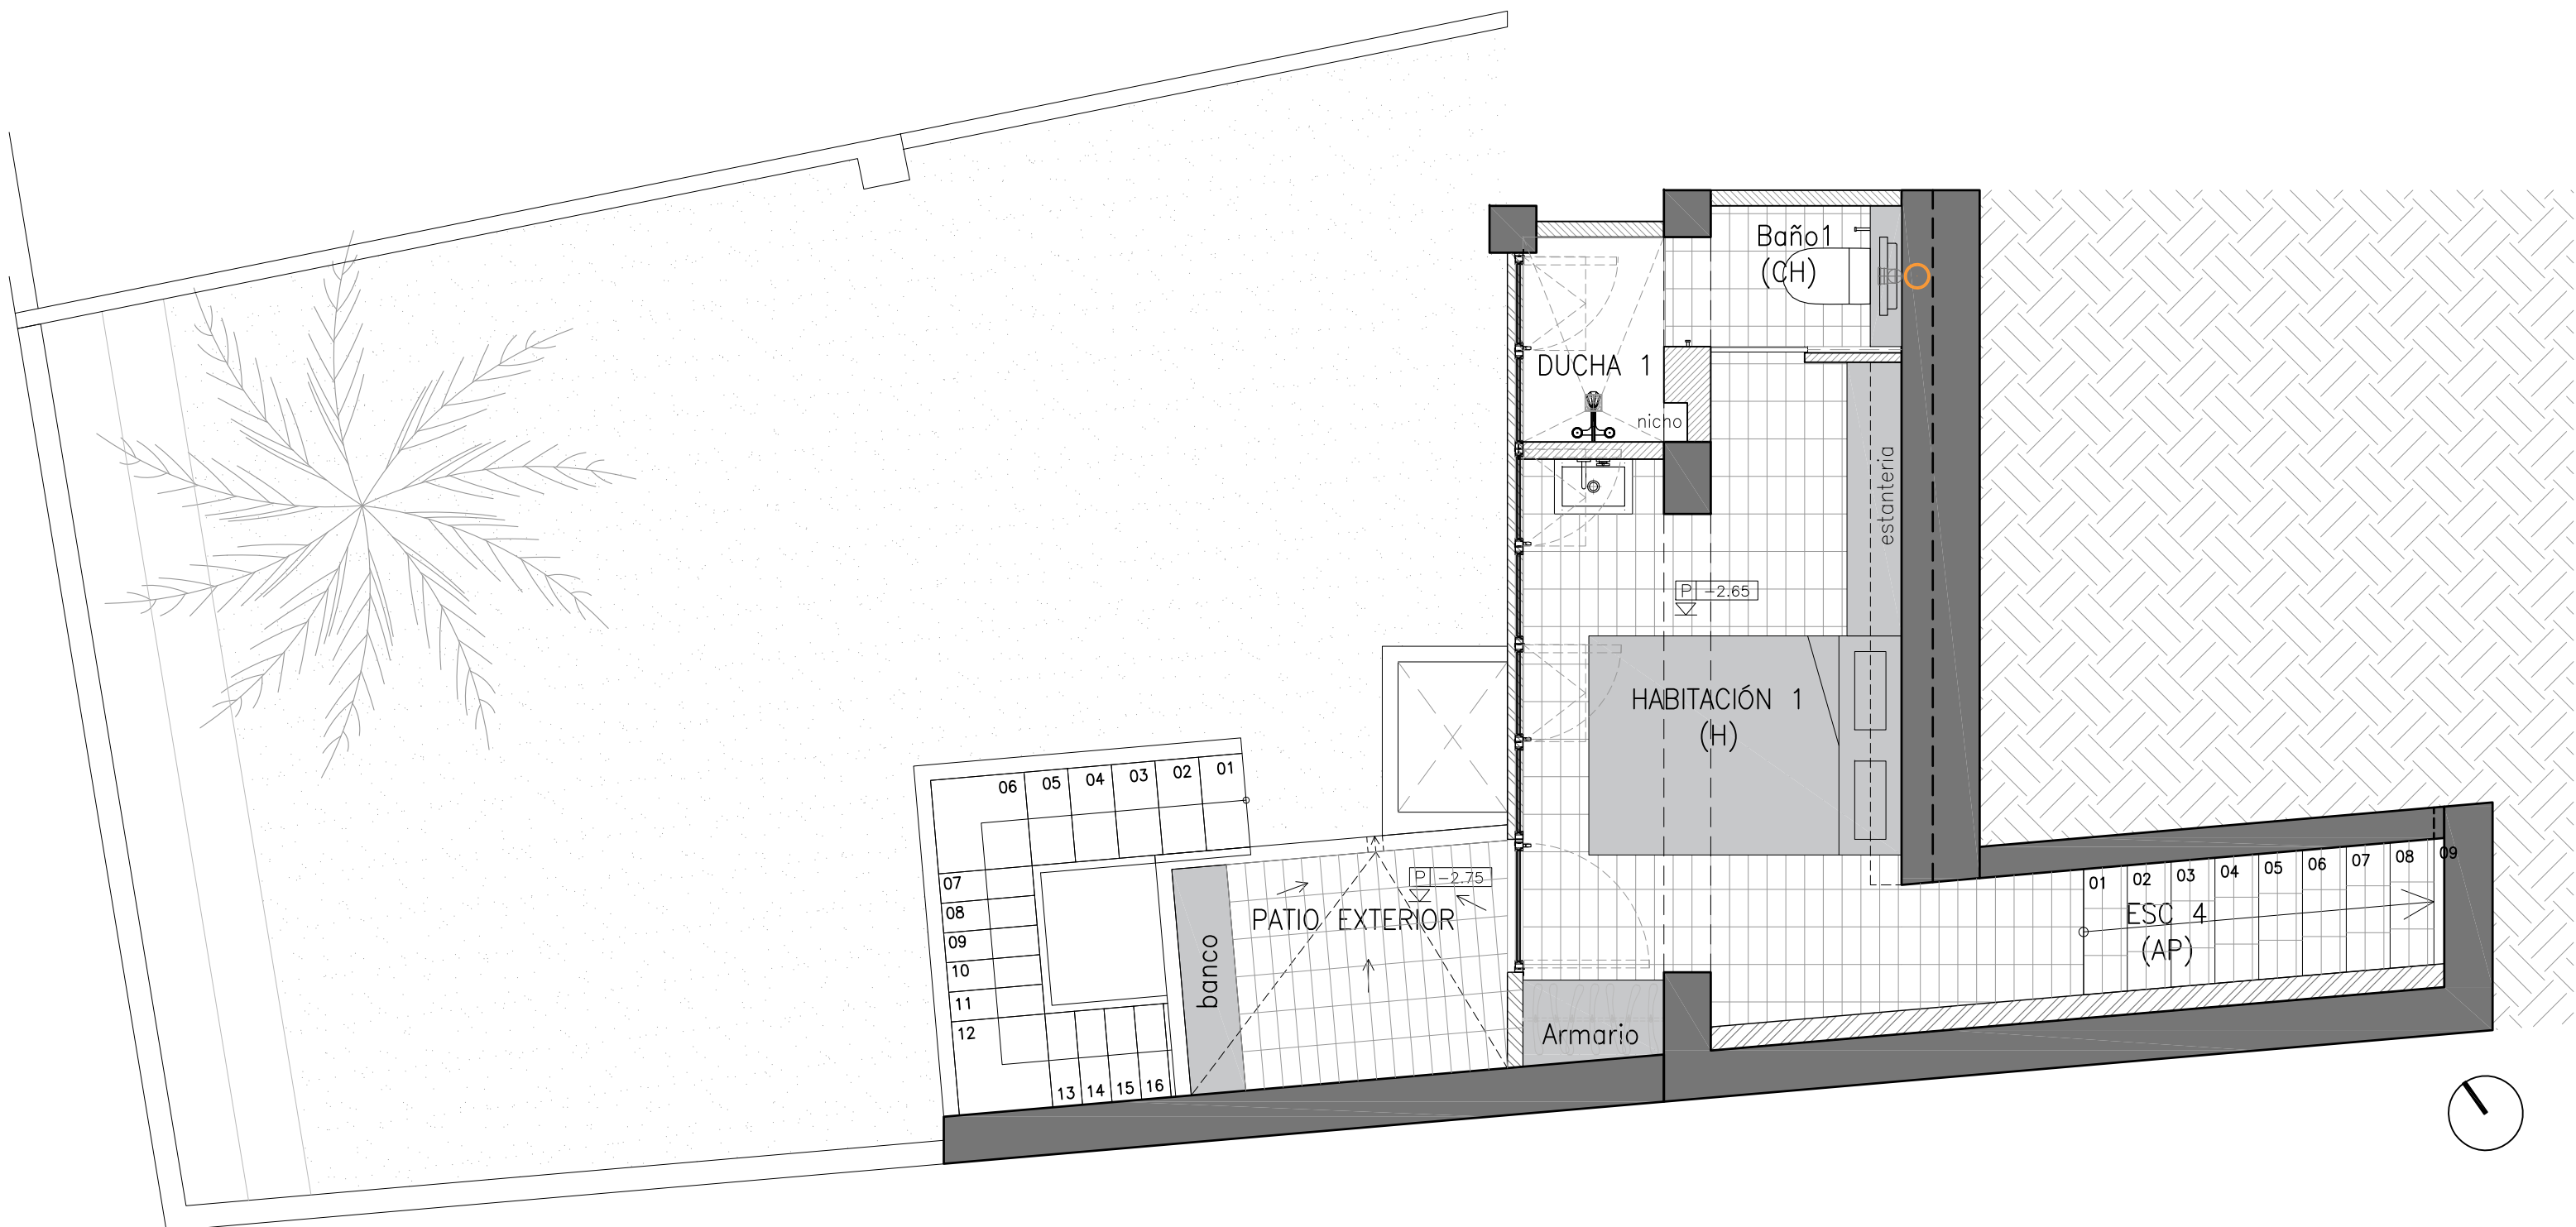 Baño1
(CH)
DUCHA 1
nicho
estanteria
P -2.65
HABITACIÓN 1
(H)
06 05 04 03 02 01
07
08
09
10
11
12
13 14 15 16
banco
P -2.75
PATIO EXTERIOR
Armario
01 02 03 04 05 06 07 08 09
ESC 4
(AP)